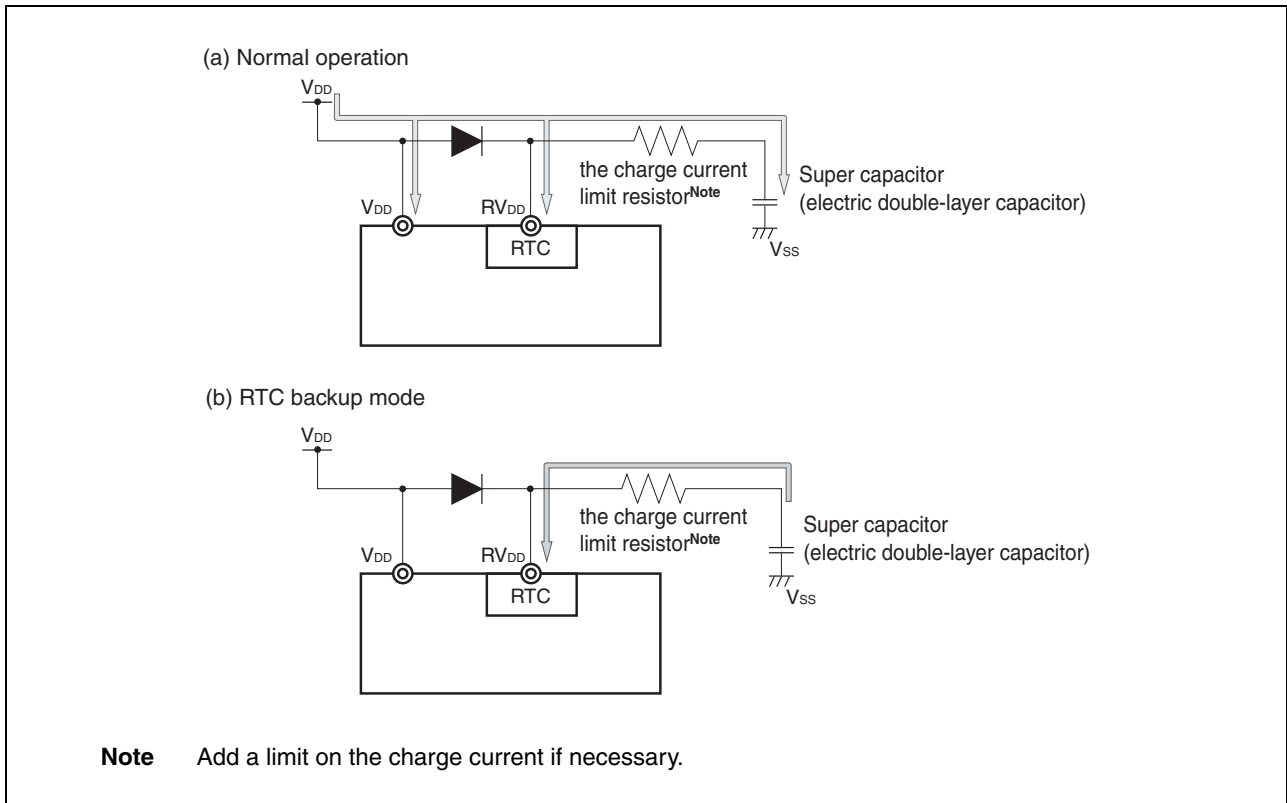 (a) Normal operation
VDD
the charge current
limit resistorNote
Super capacitor
(electric double-layer capacitor)
VDD
RVDD
RTC
VSS
(b) RTC backup mode
VDD
the charge current
limit resistorNote
Super capacitor
(electric double-layer capacitor)
VDD
RVDD
RTC
VSS
Note Add a limit on the charge current if necessary.